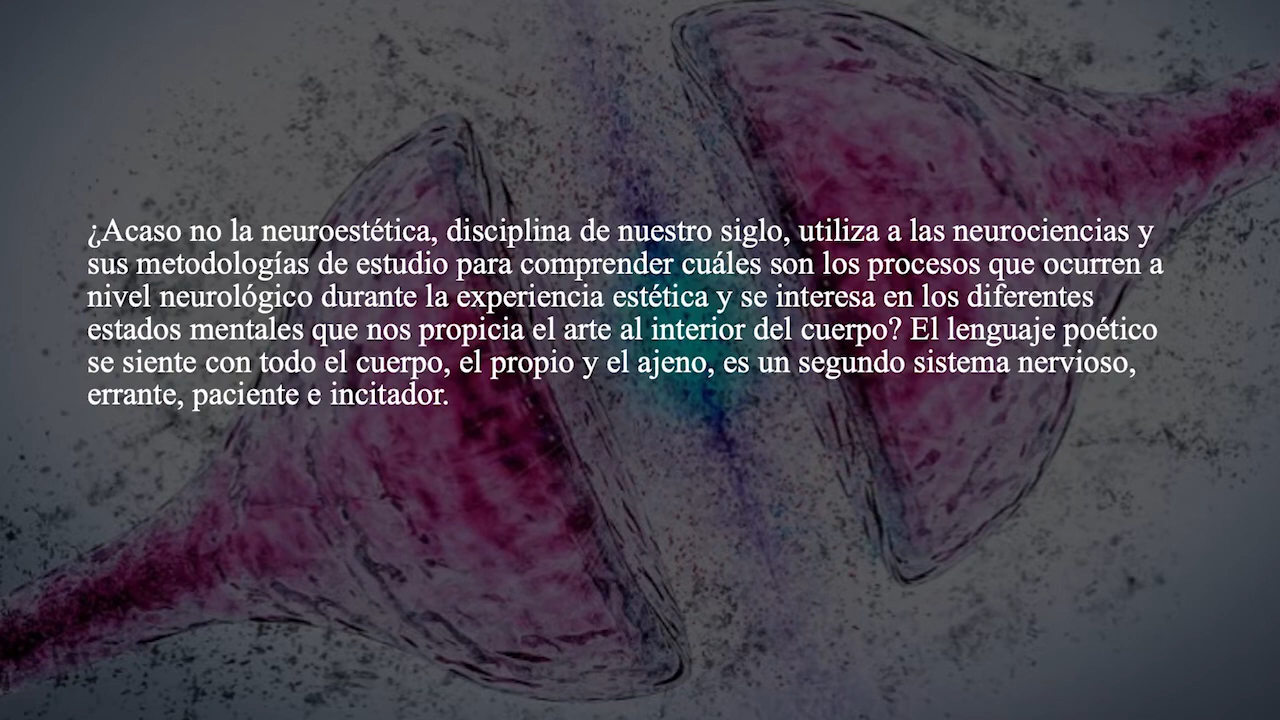 ¿Acaso no la neuroestética, disciplina de nuestro siglo, utiliza a las neurociencias y
sus metodologías de estudio para comprender cuáles son los procesos que ocurren a
nivel neurológico durante la experiencia estética y se interesa en los diferentes
estados mentales que nos propicia el arte al interior del cuerpo? El lenguaje poético
se siente con todo el cuerpo, el propio y el ajeno, es un segundo sistema nervioso,
errante, paciente e incitador.